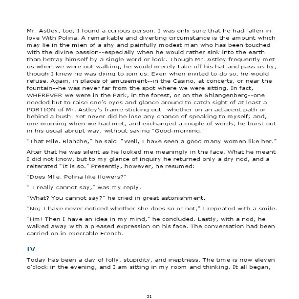 Mr. Astley, too, I found a curious person. I was only sure that he had fallen in
love with Polina. A remarkable and diverting circumstance is the amount which
may lie in the mien of a shy and painfully modest man who has been touched
with the divine passion—especially when he would rather sink into the earth
than betray himself by a single word or look. Though Mr. Astley frequently met
us when we were out walking, he would merely take off his hat and pass us by,
though I knew he was dying to join us. Even when invited to do so, he would
refuse. Again, in places of amusement—in the Casino, at concerts, or near the
fountain—he was never far from the spot where we were sitting. In fact,
WHEREVER we were in the Park, in the forest, or on the Shlangenberg—one
needed but to raise one's eyes and glance around to catch sight of at least a
PORTION of Mr. Astley's frame sticking out—whether on an adjacent path or
behind a bush. Yet never did he lose any chance of speaking to myself; and,
one morning when we had met, and exchanged a couple of words, he burst out
in his usual abrupt way, without saying "Good-morning."
"That Mlle. Blanche," he said. "Well, I have seen a good many women like her."
After that he was silent as he looked me meaningly in the face. What he meant
I did not know, but to my glance of inquiry he returned only a dry nod, and a
reiterated "It is so." Presently, however, he resumed:
"Does Mlle. Polina like flowers?"
" I really cannot say," was my reply.
"What? You cannot say?" he cried in great astonishment.
"No; I have never noticed whether she does so or not," I repeated with a smile.
"Hm! Then I have an idea in my mind," he concluded. Lastly, with a nod, he
walked away with a pleased expression on his face. The conversation had been
carried on in execrable French.
IV
Today has been a day of folly, stupidity, and ineptness. The time is now eleven
o'clock in the evening, and I am sitting in my room and thinking. It all began,
21